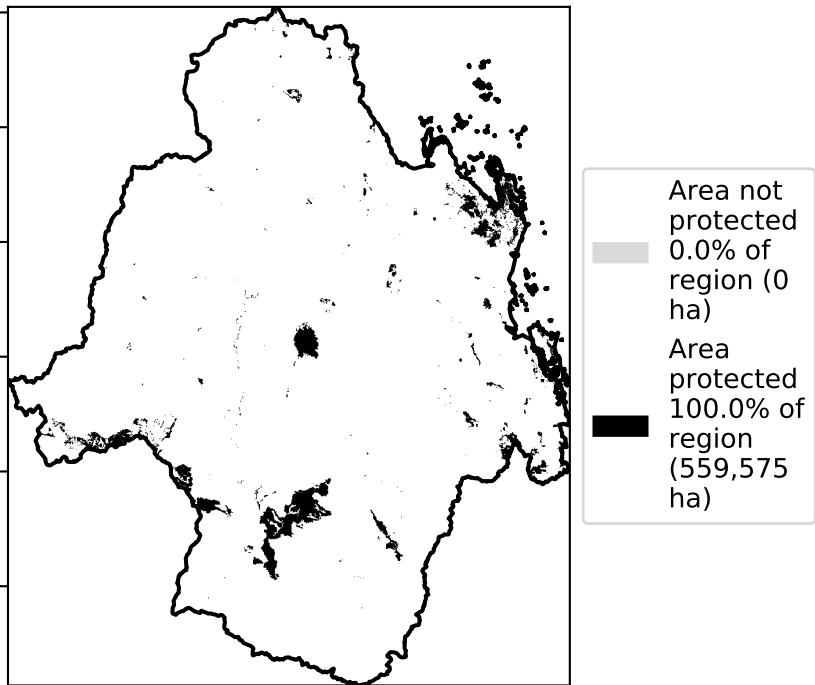 Area not
protected
0.0% of
region (0
ha)
Area
protected
100.0% of
region
(559,575
ha)